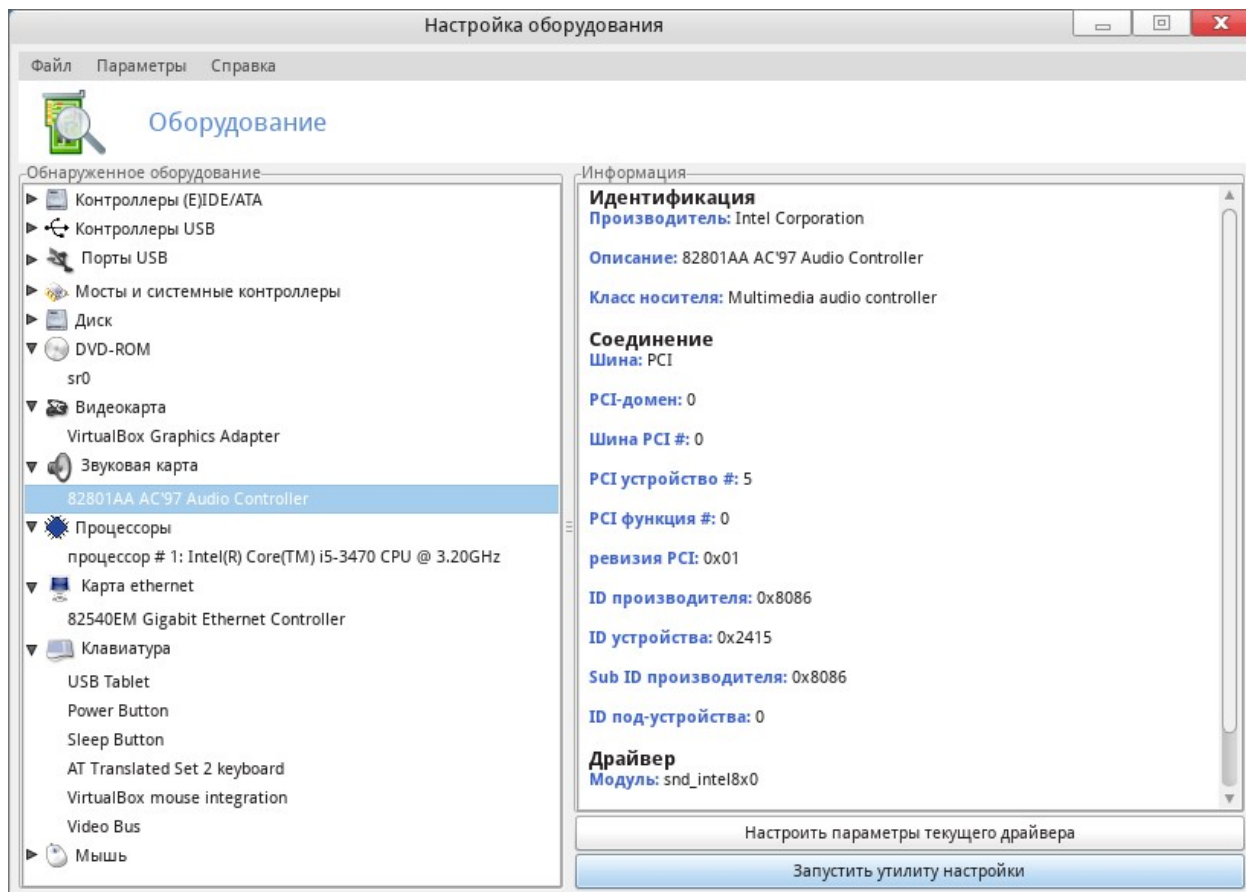 Настройка оборудования
Файл Параметры Справка
Оборудование
Обнаруженное оборудование
Контроллеры (E)IDE/ATA
Контроллеры USB
Порты USB
Мосты и системные контроллеры
Диск
DVD-ROM
sr0
Видеокарта
VirtualBox Graphics Adapter
Звуковая карта
82801AA AC'97 Audio Controller
Процессоры
процессор # 1: Intel(R) Core(TM) i5-3470 CPU @ 3.20GHz
Карта ethernet
82540EM Gigabit Ethernet Controller
Клавиатура
USB Tablet
Power Button
Sleep Button
AT Translated Set 2 keyboard
VirtualBox mouse integration
Video Bus
Мышь
Информация
Идентификация
Производитель: Intel Corporation
Описание: 82801AA AC'97 Audio Controller
Класс носителя: Multimedia audio controller
Соединение
Шина: PCI
PCI-домен: 0
Шина PCI #: 0
PCI устройство #: 5
PCI функция #: 0
ревизия PCI: 0x01
ID производителя: 0x8086
ID устройства: 0x2415
Sub ID производителя: 0x8086
ID под-устройства: 0
Драйвер
Модуль: snd_intel8x0
Настроить параметры текущего драйвера
Запустить утилиту настройки